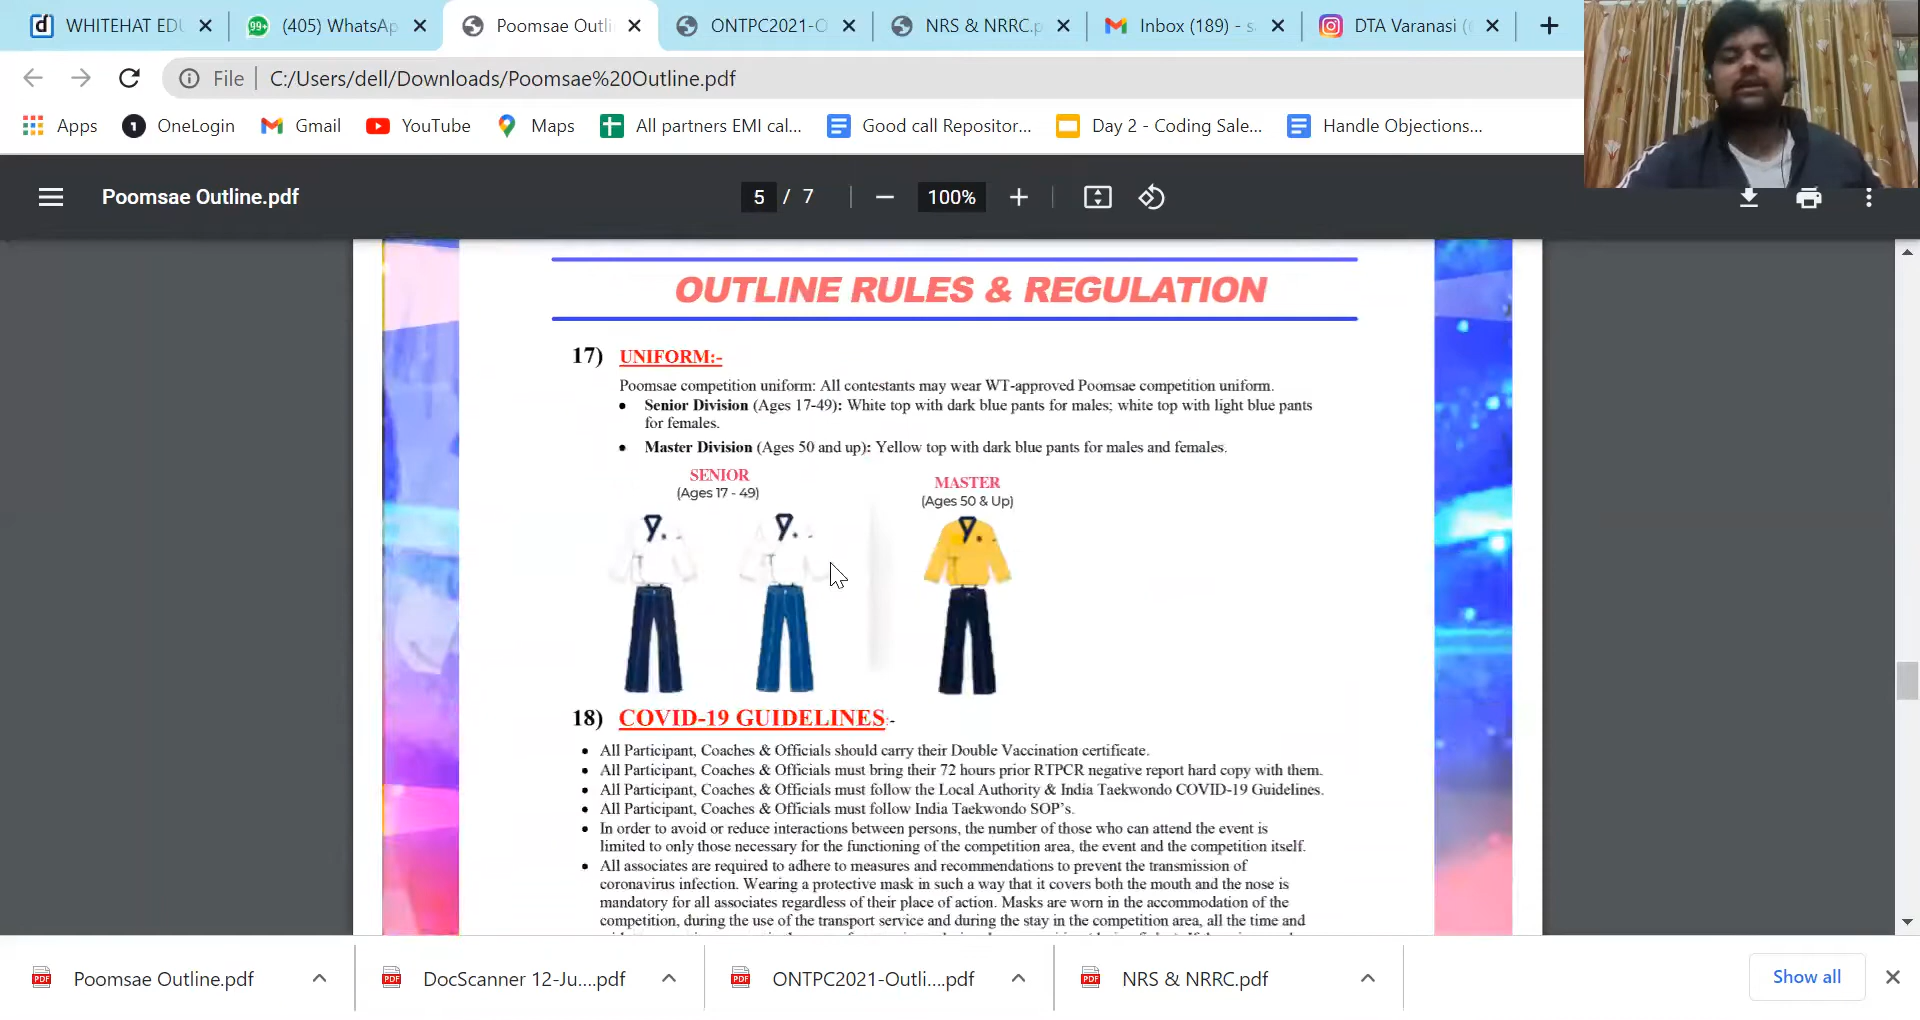 WHITEHAT EDU
(405) WhatsAp
Poomsae Outli
ONTPC2021-O
NRS & NRRC.p
Inbox (189) - s
DTA Varanasi (
File
C:/Users/dell/Downloads/Poomsae%20Outline.pdf
99+
Apps
OneLogin
Gmail
YouTube
Maps
All partners EMI cal...
Good call Repositor...
Day 2 - Coding Sale...
Handle Objections...
Poomsae Outline.pdf
5 / 7
100%
OUTLINE RULES & REGULATION
17) UNIFORM:-
Poomsae competition uniform: All contestants may wear WT-approved Poomsae competition uniform.
• Senior Division (Ages 17-49): White top with dark blue pants for males; white top with light blue pants
for females.
• Master Division (Ages 50 and up): Yellow top with dark blue pants for males and females.
SENIOR
(Ages 17 - 49)
MASTER
(Ages 50 & Up)
18) COVID-19 GUIDELINES:-
• All Participant, Coaches & Officials should carry their Double Vaccination certificate.
• All Participant, Coaches & Officials must bring their 72 hours prior RTPCR negative report hard copy with them.
• All Participant, Coaches & Officials must follow the Local Authority & India Taekwondo COVID-19 Guidelines.
• All Participant, Coaches & Officials must follow India Taekwondo SOP's.
• In order to avoid or reduce interactions between persons, the number of those who can attend the event is
limited to only those necessary for the functioning of the competition area, the event and the competition itself.
• All associates are required to adhere to measures and recommendations to prevent the transmission of
coronavirus infection. Wearing a protective mask in such a way that it covers both the mouth and the nose is
mandatory for all associates regardless of their place of action. Masks are worn in the accommodation of the
competition, during the use of the transport service and during the stay in the competition area, all the time and
Poomsae Outline.pdf
DocScanner 12-Ju....pdf
ONTPC2021-Outli....pdf
NRS & NRRC.pdf
Show all